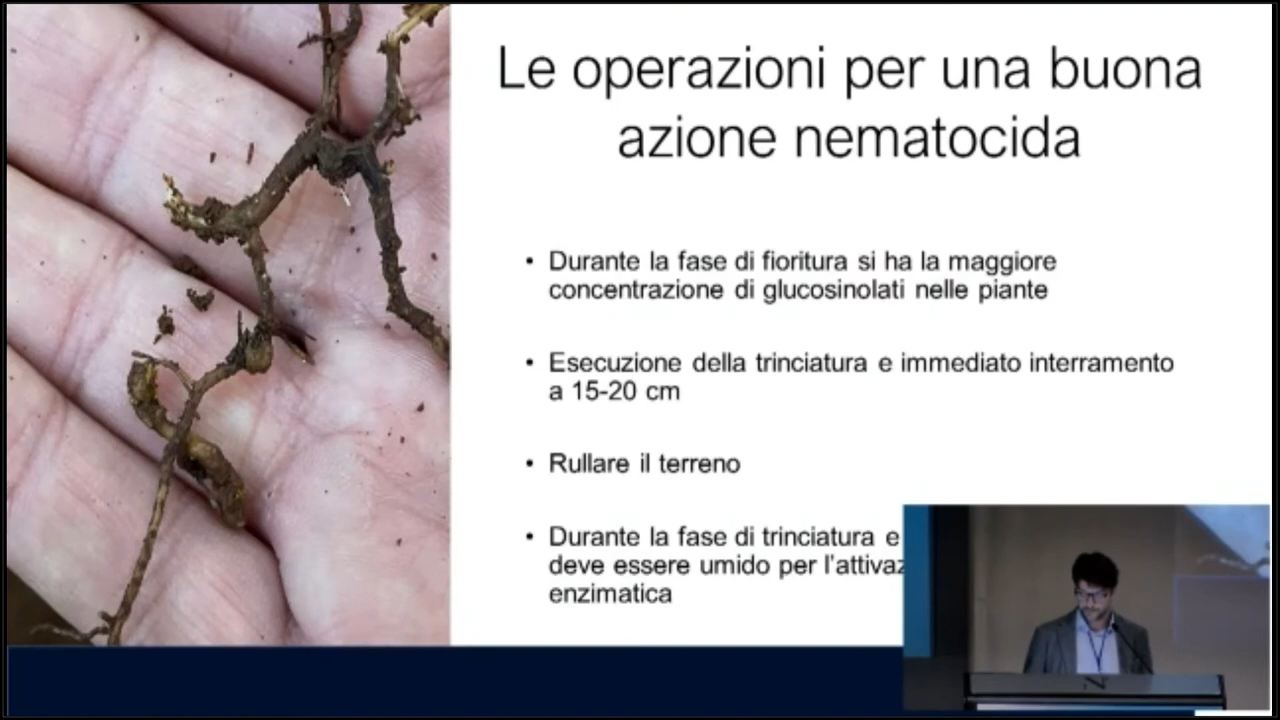 Le operazioni per una buona
azione nematocida
• Durante la fase di fioritura si ha la maggiore
concentrazione di glucosinolati nelle piante
• Esecuzione della trinciatura e immediato interramento
a 15-20 cm
• Rullare il terreno
• Durante la fase di trinciatura e
deve essere umido per l'attivaz
enzimatica